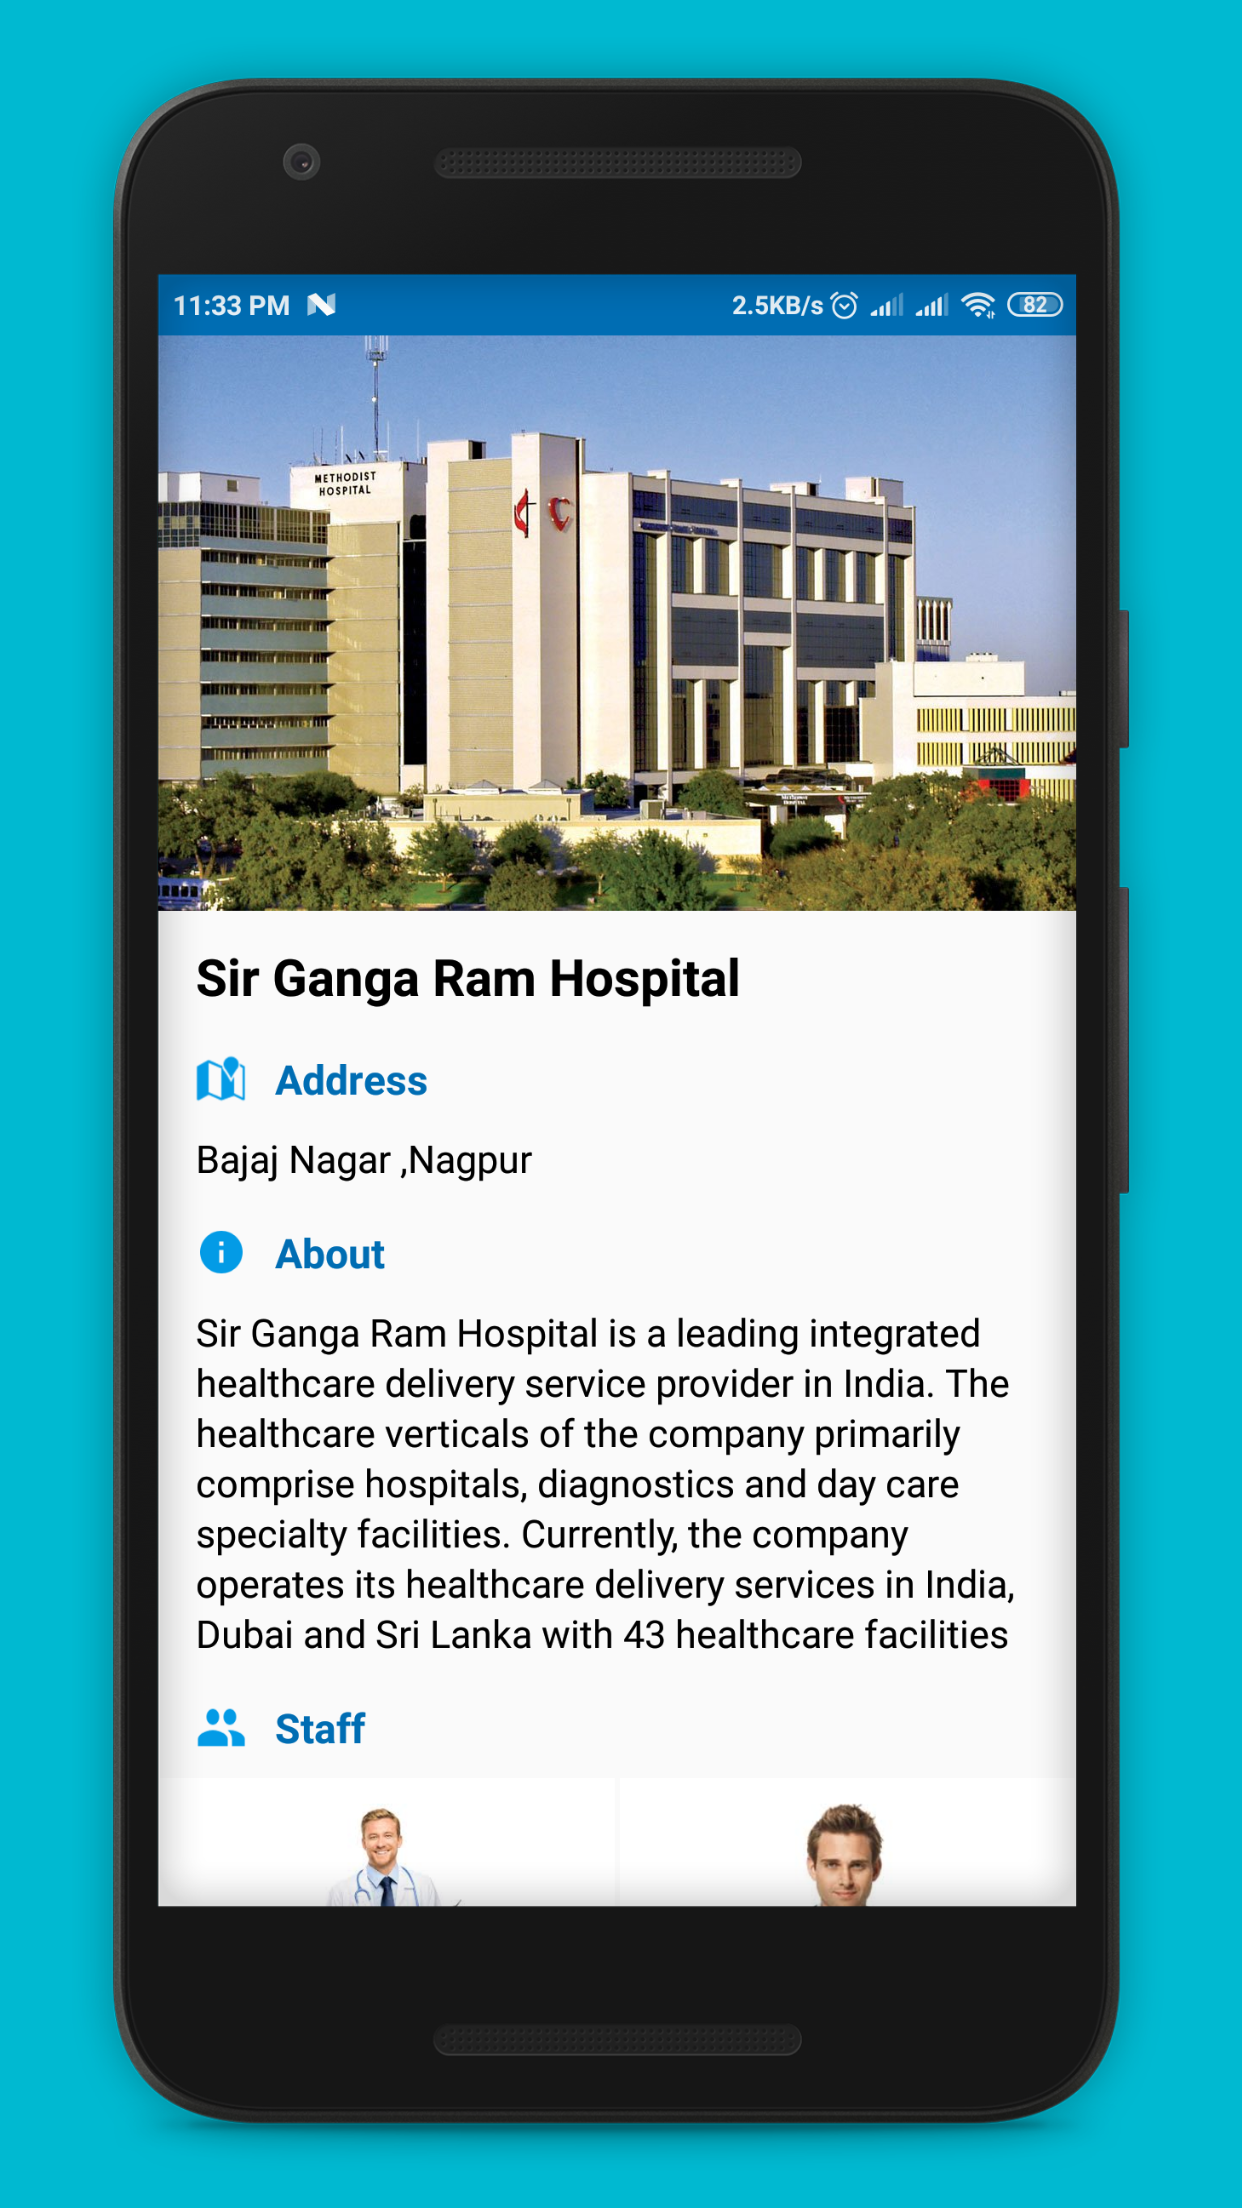 11:33 PM 2.5KB/s 82
METHODIST
HOSPITAL
METHODIST
HOSPITAL
Sir Ganga Ram Hospital
Address
Bajaj Nagar ,Nagpur
About
Sir Ganga Ram Hospital is a leading integrated
healthcare delivery service provider in India. The
healthcare verticals of the company primarily
comprise hospitals, diagnostics and day care
specialty facilities. Currently, the company
operates its healthcare delivery services in India,
Dubai and Sri Lanka with 43 healthcare facilities
Staff